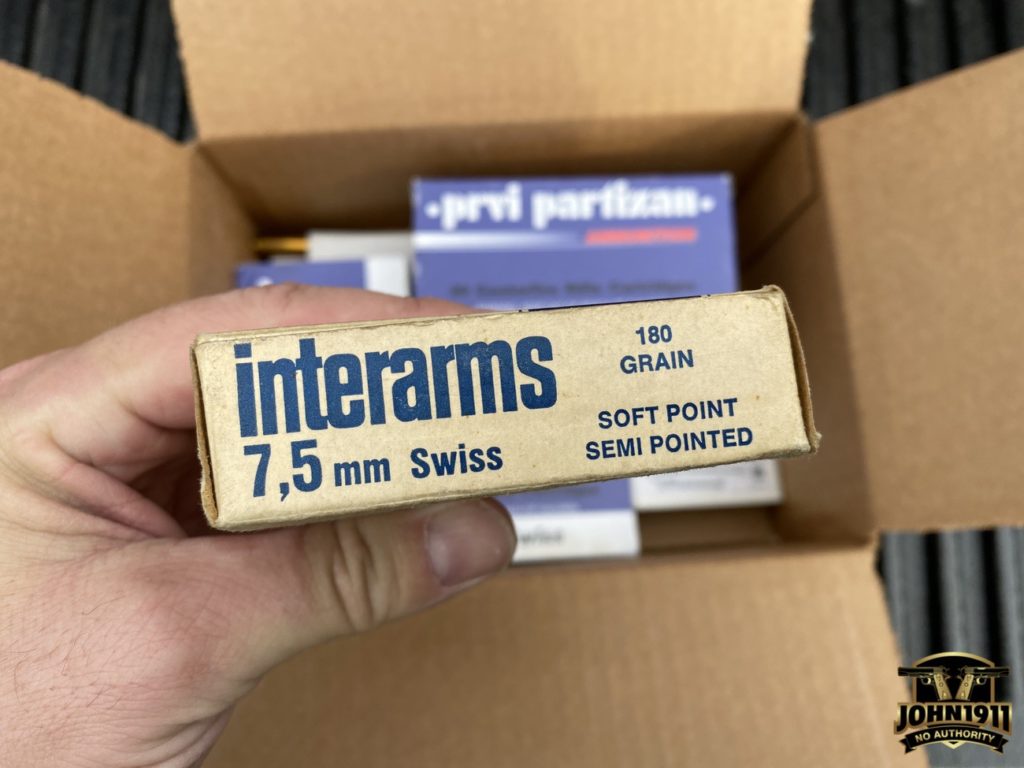 •prvi partizan•
interarms
7,5 mm Swiss
180
GRAIN
SOFT POINT
SEMI POINTED
JOHN1911
NO AUTHORITY